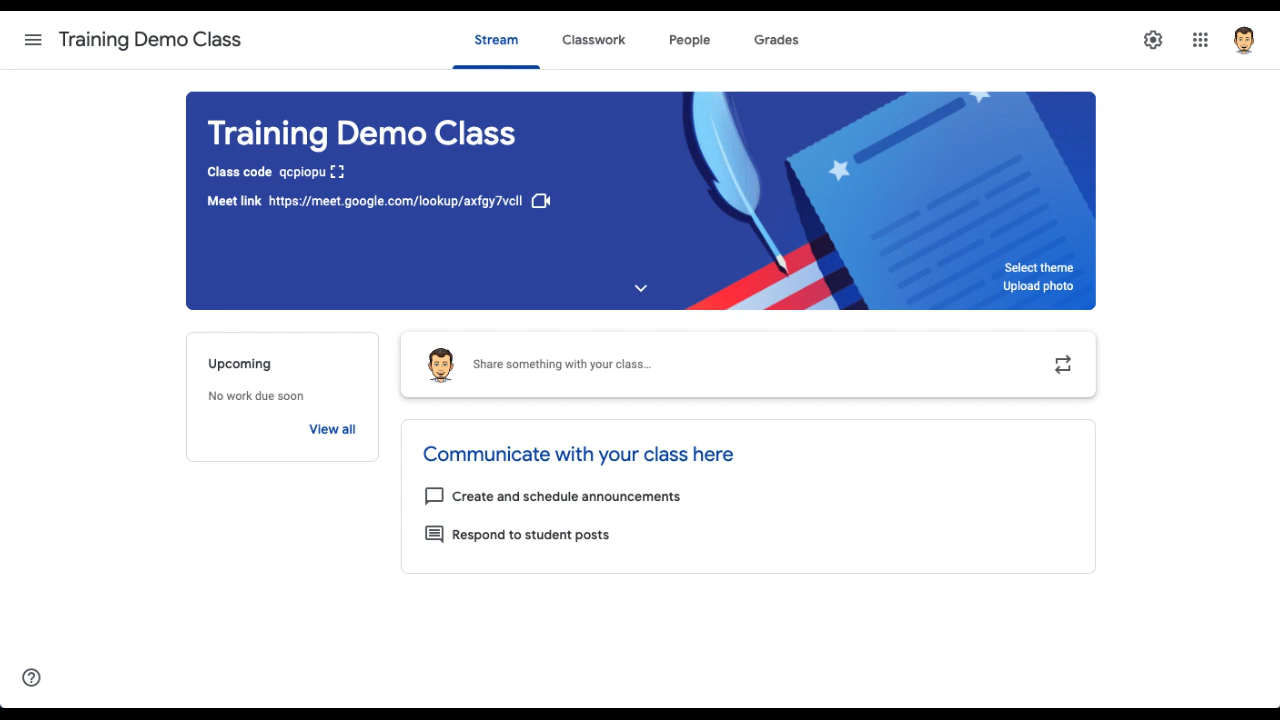 Training Demo Class
Stream
Classwork
People
Grades
Training Demo Class
Class code qcpiopu
Meet link https://meet.google.com/lookup/axfgy7vcll
Select theme
Upload photo
Upcoming
No work due soon
View all
Share something with your class...
Communicate with your class here
Create and schedule announcements
Respond to student posts